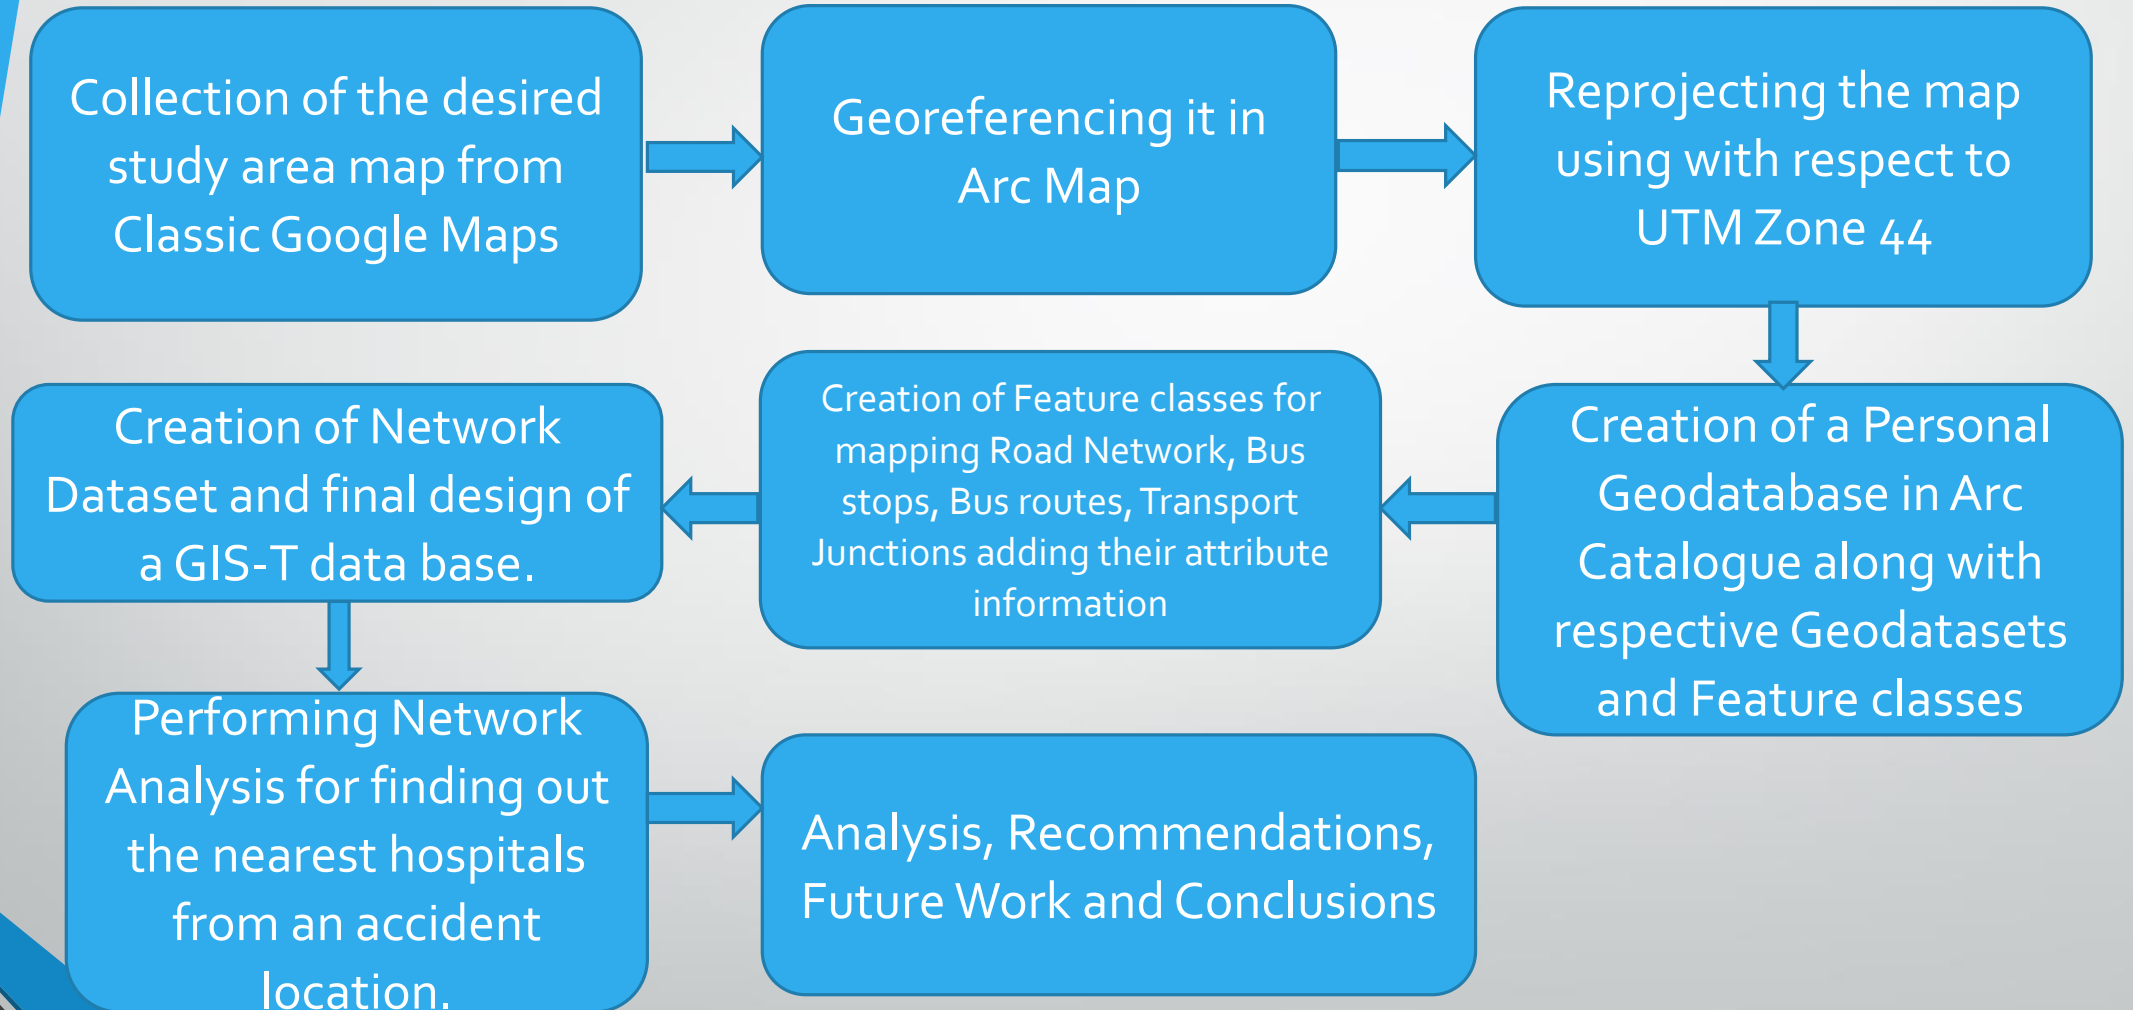 Collection of the desired
study area map from
Classic Google Maps
Georeferencing it in
Arc Map
Reprojecting the map
using with respect to
UTM Zone 44
Creation of a Personal
Geodatabase in Arc
Catalogue along with
respective Geodatasets
and Feature classes
Creation of Feature classes for
mapping Road Network, Bus
stops, Bus routes, Transport
Junctions adding their attribute
information
Creation of Network
Dataset and final design of
a GIS-T data base.
Performing Network
Analysis for finding out
the nearest hospitals
from an accident
location.
Analysis, Recommendations,
Future Work and Conclusions